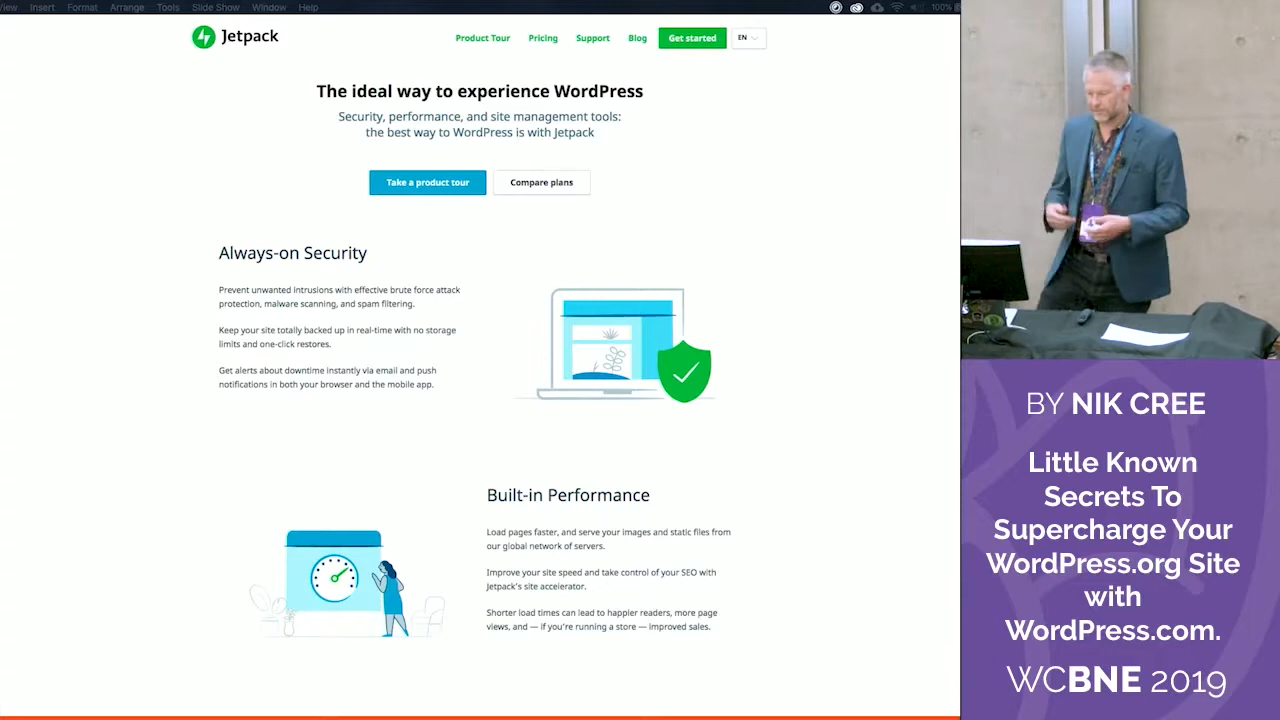 View Insert Format Arrange Tools Slide Show Window Help
100%
Jetpack
Product Tour Pricing Support Blog Get started EN
The ideal way to experience WordPress
Security, performance, and site management tools:
the best way to WordPress is with Jetpack
Take a product tour Compare plans
Always-on Security
Prevent unwanted intrusions with effective brute force attack
protection, malware scanning, and spam filtering.
Keep your site totally backed up in real-time with no storage
limits and one-click restores.
Get alerts about downtime instantly via email and push
notifications in both your browser and the mobile app.
Built-in Performance
Load pages faster, and serve your images and static files from
our global network of servers.
Improve your site speed and take control of your SEO with
Jetpack's site accelerator.
Shorter load times can lead to happier readers, more page
views, and — if you're running a store — improved sales.
BY NIK CREE
Little Known
Secrets To
Supercharge Your
WordPress.org Site
with
WordPress.com.
WCBNE 2019